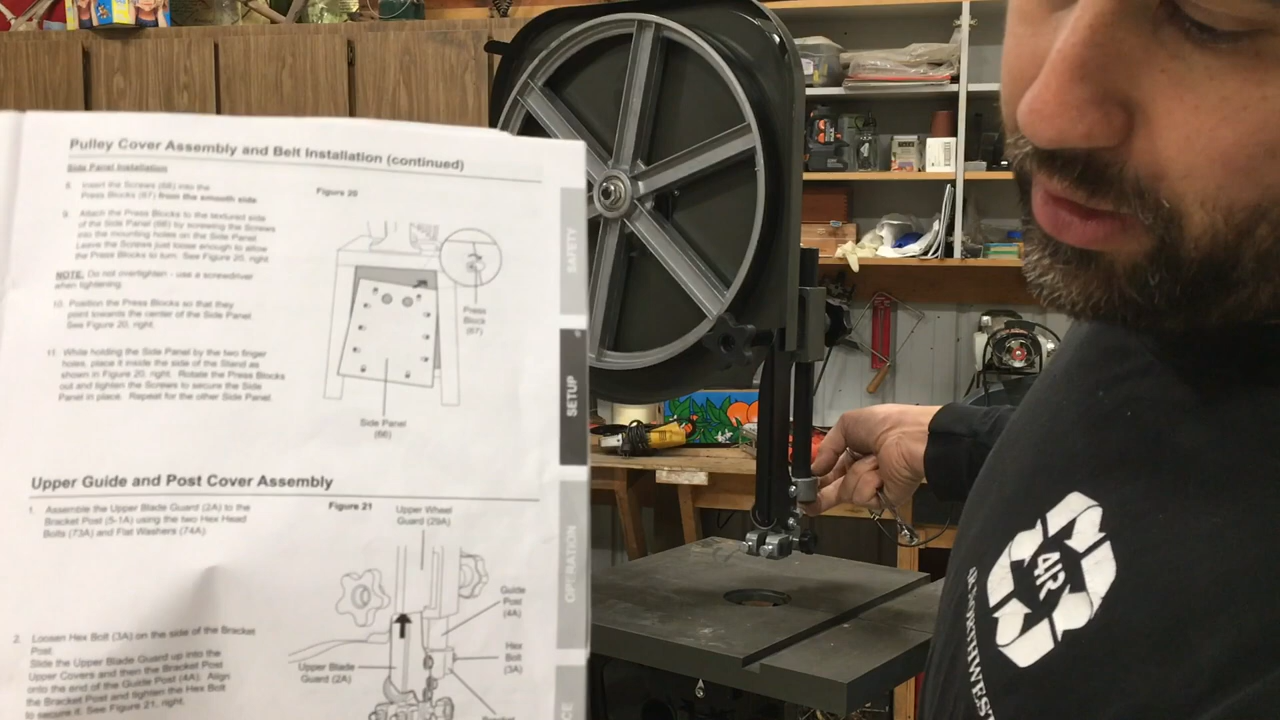 Pulley Cover Assembly and Belt Installation (continued)
Side Panel Installation
8. Insert the Screws (68) into the
Press Blocks (67) from the smooth side
9. Attach the Press Blocks to the textured side
of the Side Panel (66) by screwing the Screws
into the mounting holes on the Side Panel.
Leave the Screws just loose enough to allow
the Press Blocks to turn. See Figure 20, right.
NOTE: Do not overtighten - use a screwdriver
when tightening.
10. Position the Press Blocks so that they
point towards the center of the Side Panel.
See Figure 20, right.
11. While holding the Side Panel by the two finger
holes, place it inside the side of the Stand as
shown in Figure 20, right. Rotate the Press Blocks
out and tighten the Screws to secure the Side
Panel in place. Repeat for the other Side Panel.
Figure 20
Press
Block
(67)
Side Panel
(66)
SAFETY
SETUP
OPERATION
Upper Guide and Post Cover Assembly
1. Assemble the Upper Blade Guard (2A) to the
Bracket Post (5-1A) using the two Hex Head
Bolts (73A) and Flat Washers (74A).
2. Loosen Hex Bolt (3A) on the side of the Bracket
Post.
Slide the Upper Blade Guard up into the
Upper Covers and then the Bracket Post
onto the end of the Guide Post (4A). Align
the Bracket Post and tighten the Hex Bolt
to secure it. See Figure 21, right.
Figure 21
Upper Wheel
Guard (29A)
Guide
Post
(4A)
Hex
Bolt
(3A)
Upper Blade
Guard (2A)
4R